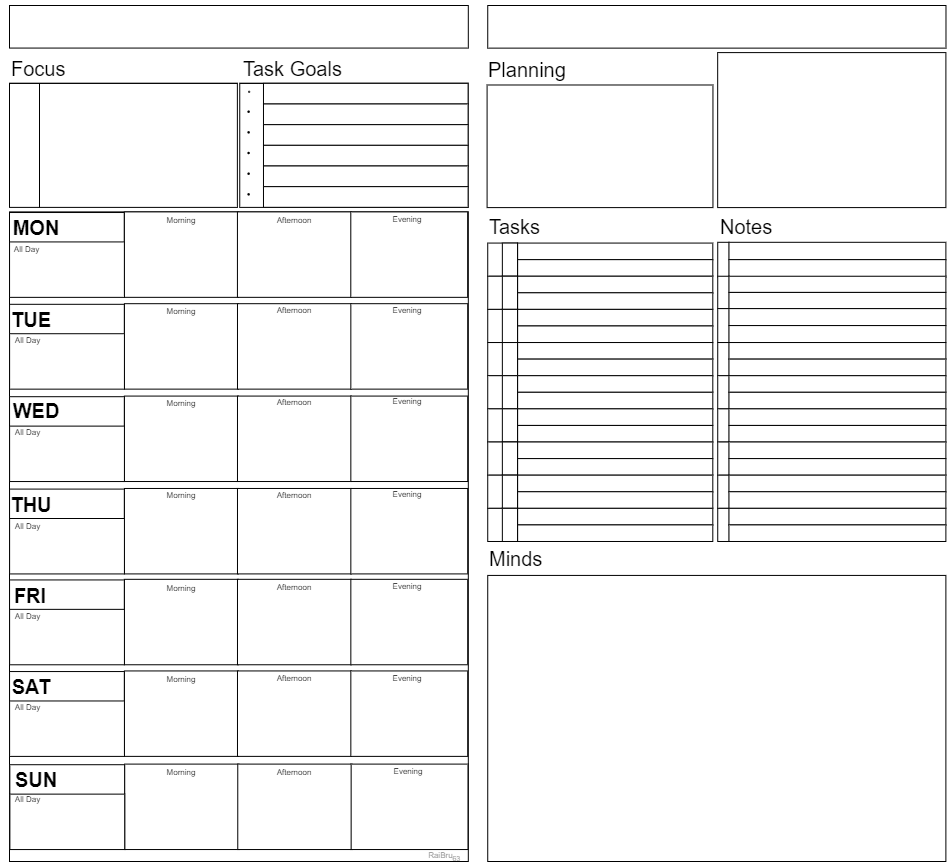 Focus
Task Goals
MON
Morning
Afternoon
Evening
All Day
TUE
Morning
Afternoon
Evening
All Day
WED
Morning
Afternoon
Evening
All Day
THU
Morning
Afternoon
Evening
All Day
FRI
Morning
Afternoon
Evening
All Day
SAT
Morning
Afternoon
Evening
All Day
SUN
Morning
Afternoon
Evening
All Day
RaiBru53
Planning
Tasks
Notes
Minds